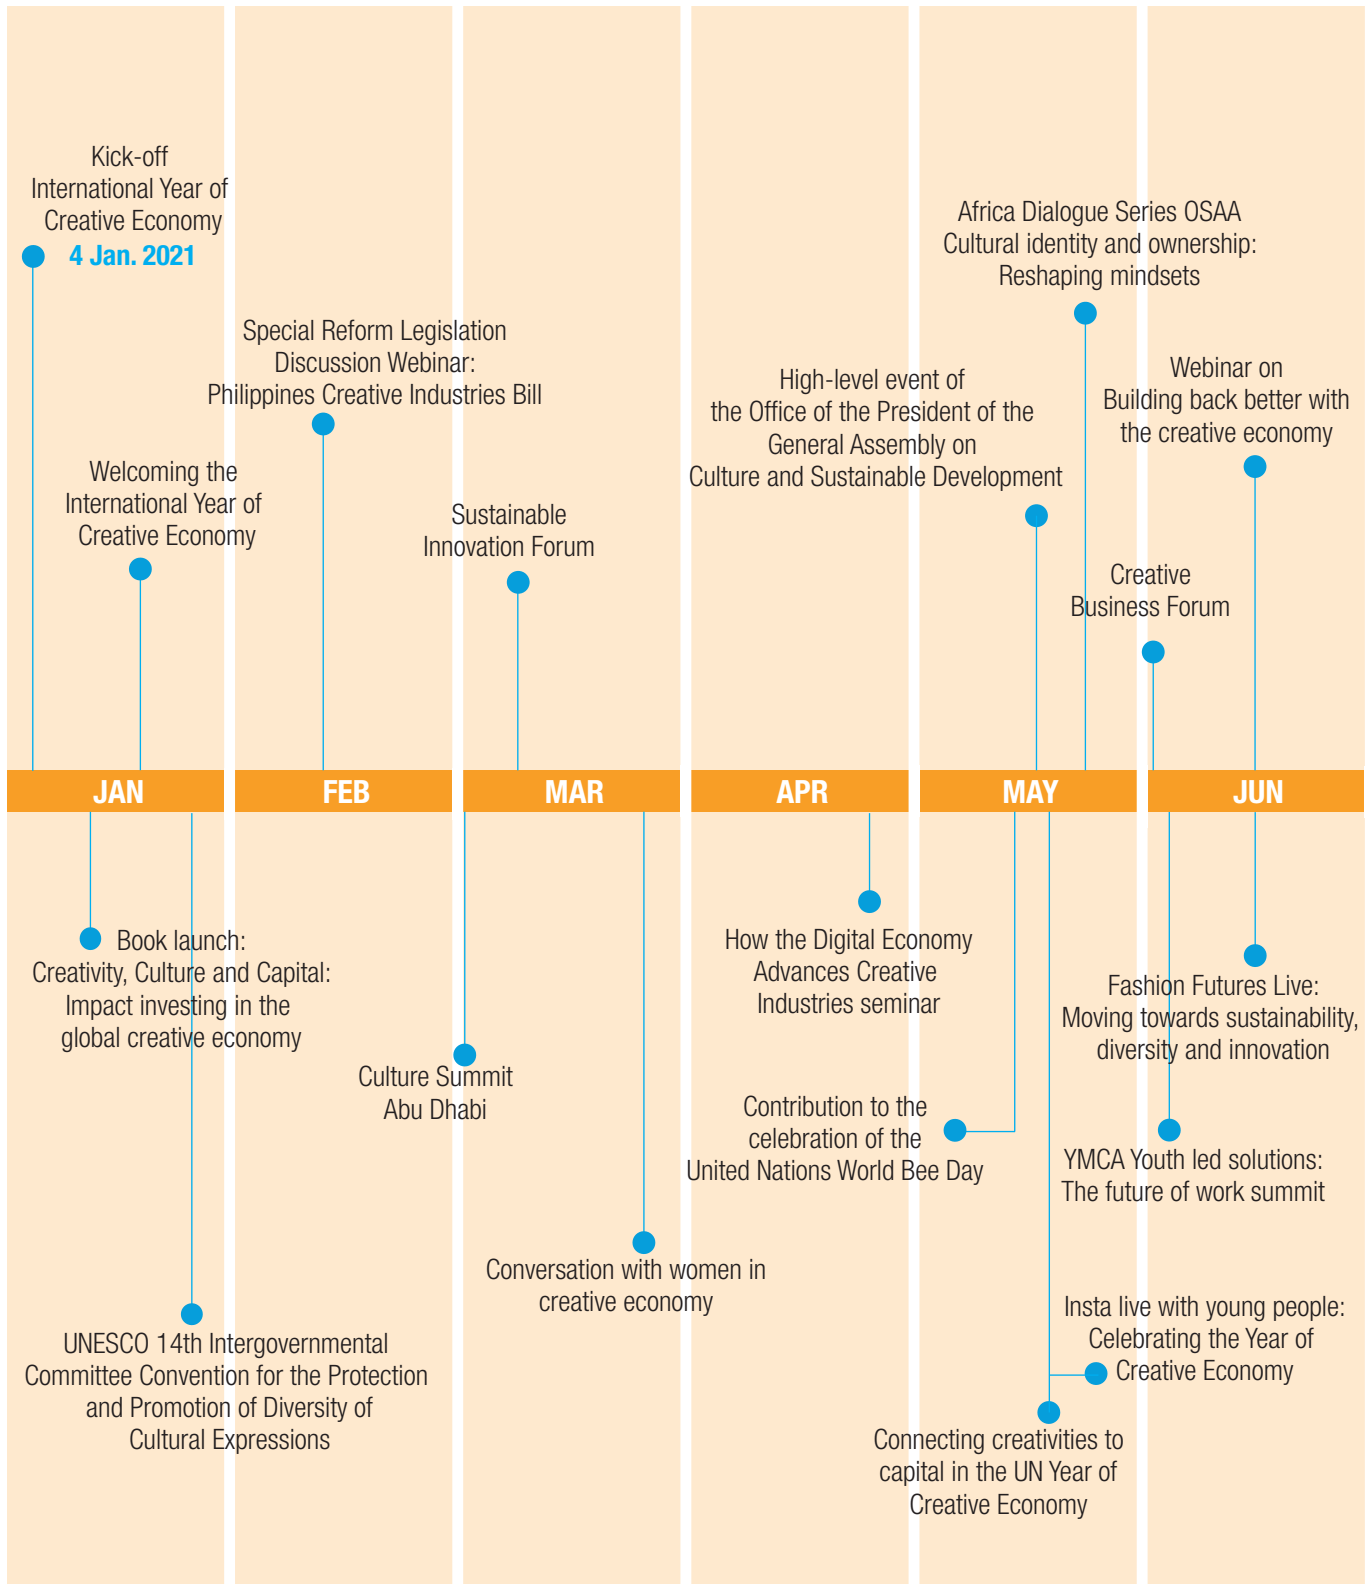 Kick-off
International Year of
Creative Economy
4 Jan. 2021
Welcoming the
International Year of
Creative Economy
Special Reform Legislation
Discussion Webinar:
Philippines Creative Industries Bill
Sustainable
Innovation Forum
High-level event of
the Office of the President of the
General Assembly on
Culture and Sustainable Development
Africa Dialogue Series OSAA
Cultural identity and ownership:
Reshaping mindsets
Creative
Business Forum
Webinar on
Building back better with
the creative economy
JAN
FEB
MAR
APR
MAY
JUN
Book launch:
Creativity, Culture and Capital:
Impact investing in the
global creative economy
UNESCO 14th Intergovernmental
Committee Convention for the Protection
and Promotion of Diversity of
Cultural Expressions
Culture Summit
Abu Dhabi
Conversation with women in
creative economy
How the Digital Economy
Advances Creative
Industries seminar
Contribution to the
celebration of the
United Nations World Bee Day
Connecting creativities to
capital in the UN Year of
Creative Economy
Insta live with young people:
Celebrating the Year of
Creative Economy
YMCA Youth led solutions:
The future of work summit
Fashion Futures Live:
Moving towards sustainability,
diversity and innovation